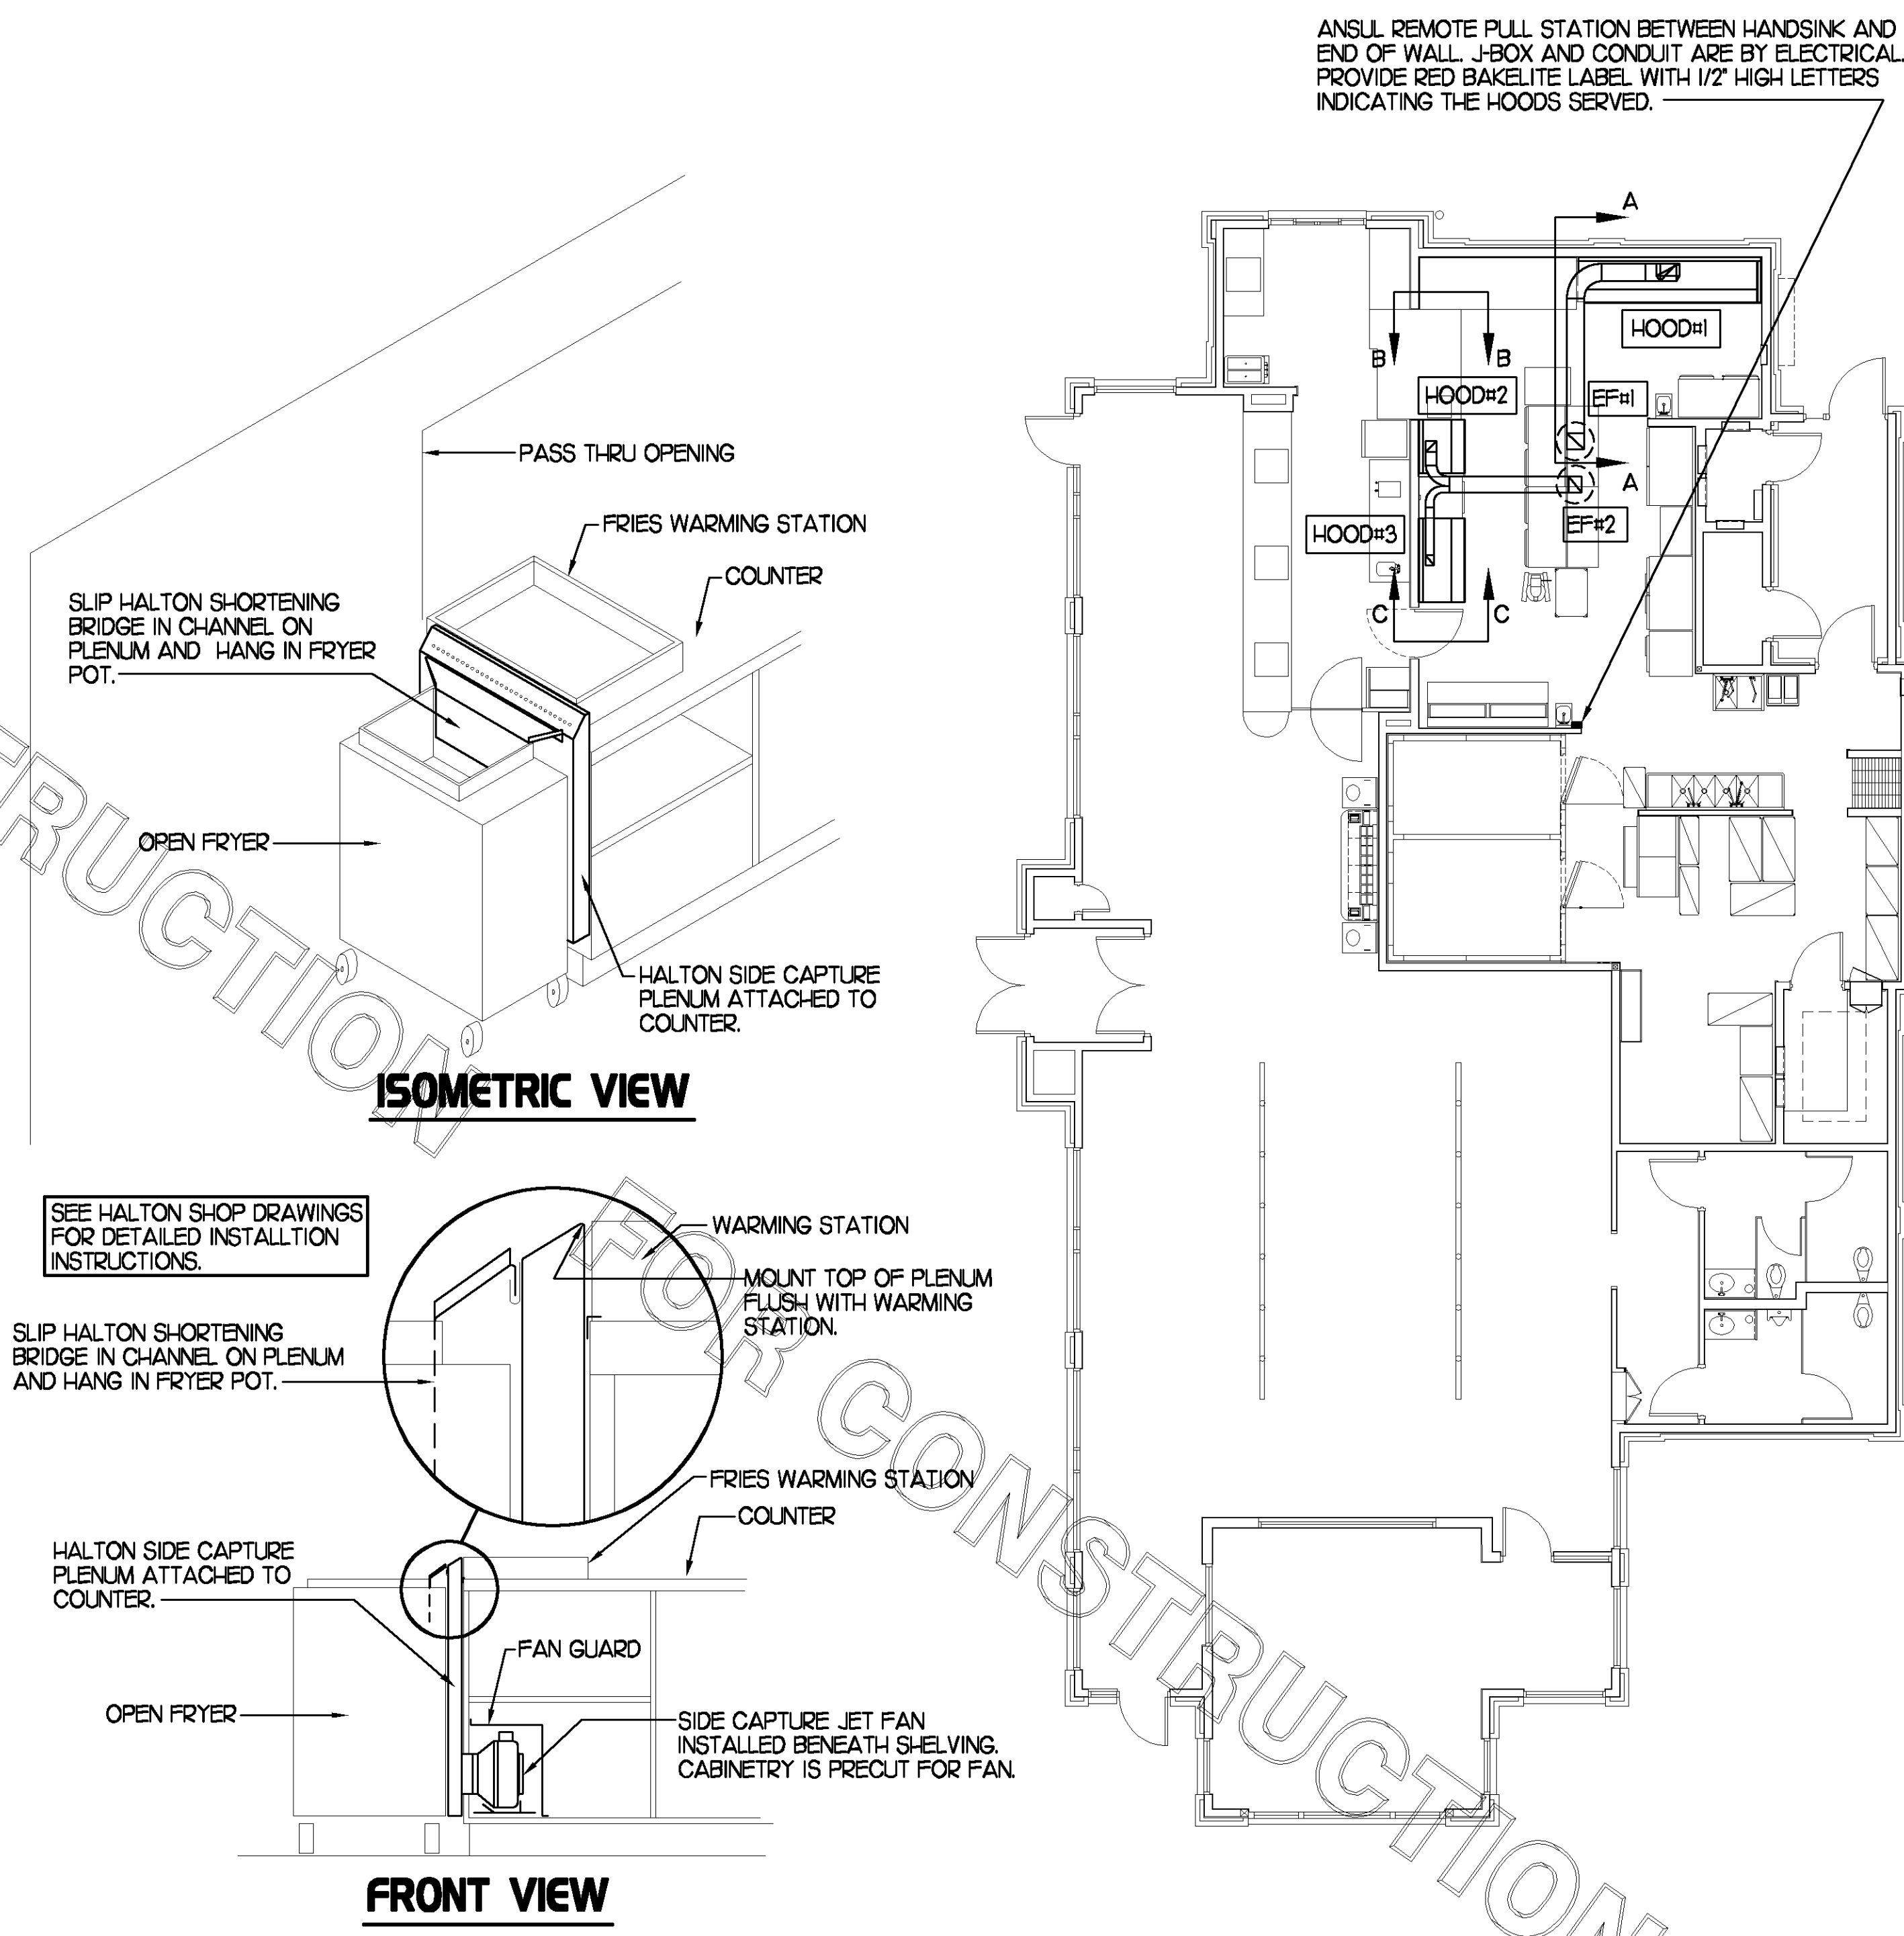 ANSUL REMOTE PULL STATION BETWEEN HANDSINK AND
END OF WALL. J-BOX AND CONDUIT ARE BY ELECTRICAL.
PROVIDE RED BAKELITE LABEL WITH 1/2" HIGH LETTERS
INDICATING THE HOODS SERVED.
PASS THRU OPENING
FRIES WARMING STATION
COUNTER
SLIP HALTON SHORTENING
BRIDGE IN CHANNEL ON
PLENUM AND HANG IN FRYER
POT.
OPEN FRYER
HALTON SIDE CAPTURE
PLENUM ATTACHED TO
COUNTER.
ISOMETRIC VIEW
SEE HALTON SHOP DRAWINGS
FOR DETAILED INSTALLTION
INSTRUCTIONS.
WARMING STATION
MOUNT TOP OF PLENUM
FLUSH WITH WARMING
STATION.
SLIP HALTON SHORTENING
BRIDGE IN CHANNEL ON PLENUM
AND HANG IN FRYER POT.
FRIES WARMING STATION
COUNTER
HALTON SIDE CAPTURE
PLENUM ATTACHED TO
COUNTER.
FAN GUARD
OPEN FRYER
SIDE CAPTURE JET FAN
INSTALLED BENEATH SHELVING.
CABINETRY IS PRECUT FOR FAN.
FRONT VIEW
A
HOOD#1
B
B
HOOD#2
EF#1
A
HOOD#3
EF#2
C
C
TRUCTION
FOR CONSTRUCTION